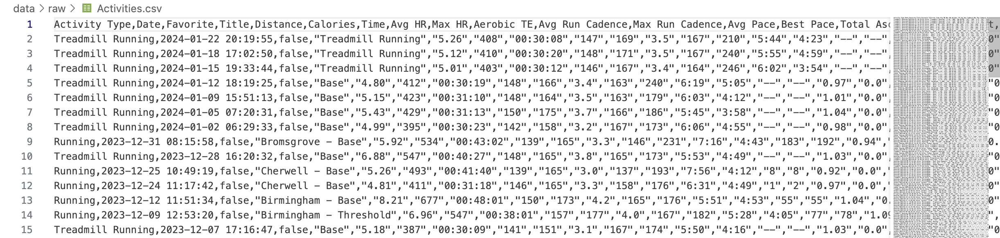 data > raw > Activities.csv
1 Activity Type,Date,Favorite,Title,Distance,Calories,Time,Avg HR,Max HR,Aerobic TE,Avg Run Cadence,Max Run Cadence,Avg Pace,Best Pace,Total Asc t,
2 Treadmill Running,2024-01-22 20:19:55,false,"Treadmill Running","5.26","408","00:30:08","147","169","3.5","167","210","5:44","4:23","--","--", 0"
3 Treadmill Running,2024-01-18 17:02:50,false,"Treadmill Running","5.12","410","00:30:20","148","171","3.5","167","240","5:55","4:59","--","--", 0"
4 Treadmill Running,2024-01-15 19:33:44,false,"Treadmill Running","5.01","403","00:30:12","146","167","3.4","164","246","6:02","3:54","--","--", 0"
5 Treadmill Running,2024-01-12 18:19:25,false,"Base","4.80","412","00:30:19","148","166","3.4","163","240","6:19","5:05","--","--","0.97","0.0", "0
6 Treadmill Running,2024-01-09 15:51:13,false,"Base","5.15","423","00:31:10","148","164","3.5","163","179","6:03","4:12","--","--","1.01","0.0", "0
7 Treadmill Running,2024-01-05 07:20:31,false,"Base","5.43","429","00:31:13","150","175","3.7","166","186","5:45","3:58","--","--","1.04","0.0", "0
8 Treadmill Running,2024-01-02 06:29:33,false,"Base","4.99","395","00:30:23","142","158","3.2","167","173","6:06","4:55","--","--","0.98","0.0", "0
9 Running,2023-12-31 08:15:58,false,"Bromsgrove - Base","5.92","534","00:43:02","139","165","3.3","146","231","7:16","4:43","183","192","0.94"," 0.
10 Treadmill Running,2023-12-28 16:20:32,false,"Base","6.88","547","00:40:27","148","165","3.8","165","173","5:53","4:49","--","--","1.03","0.0", "0
11 Running,2023-12-25 10:49:19,false,"Cherwell - Base","5.26","493","00:41:40","139","165","3.0","137","193","7:56","4:12","8","8","0.92","0.0"," 0"
12 Running,2023-12-24 11:17:42,false,"Cherwell - Base","4.81","411","00:31:18","146","165","3.3","158","176","6:31","4:49","1","2","0.97","0.0"," 0"
13 Running,2023-12-12 11:51:34,false,"Birmingham - Base","8.21","677","00:48:01","150","173","4.2","165","176","5:51","4:53","55","55","1.04","0. 0"
14 Running,2023-12-09 12:53:20,false,"Birmingham - Threshold","6.96","547","00:38:01","157","177","4.0","167","182","5:28","4:05","77","78","1.09 ",
15 Treadmill Running,2023-12-07 17:16:47,false,"Base","5.18","387","00:30:09","141","151","3.1","167","174","5:50","4:16","--","--","1.03","0.0", "0